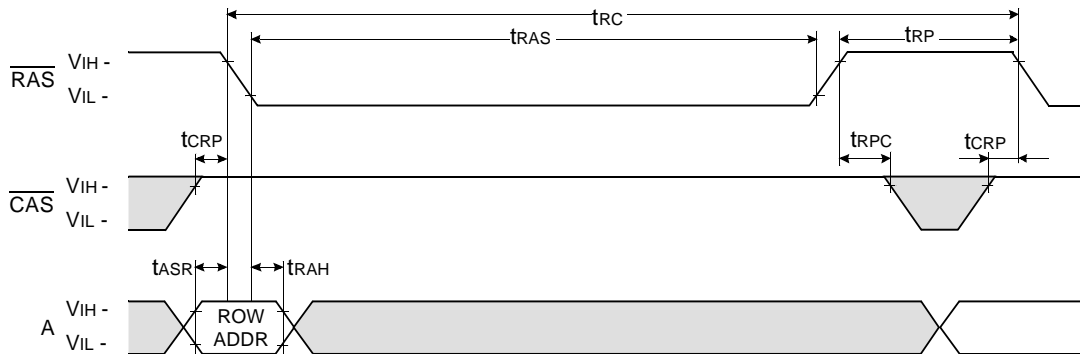 tRC
tRAS
tRP
RAS
VIH -
VIL -
tCRP
tRPC
tCRP
CAS
VIH -
VIL -
tASR
tRAH
A
VIH -
VIL -
ROW
ADDR